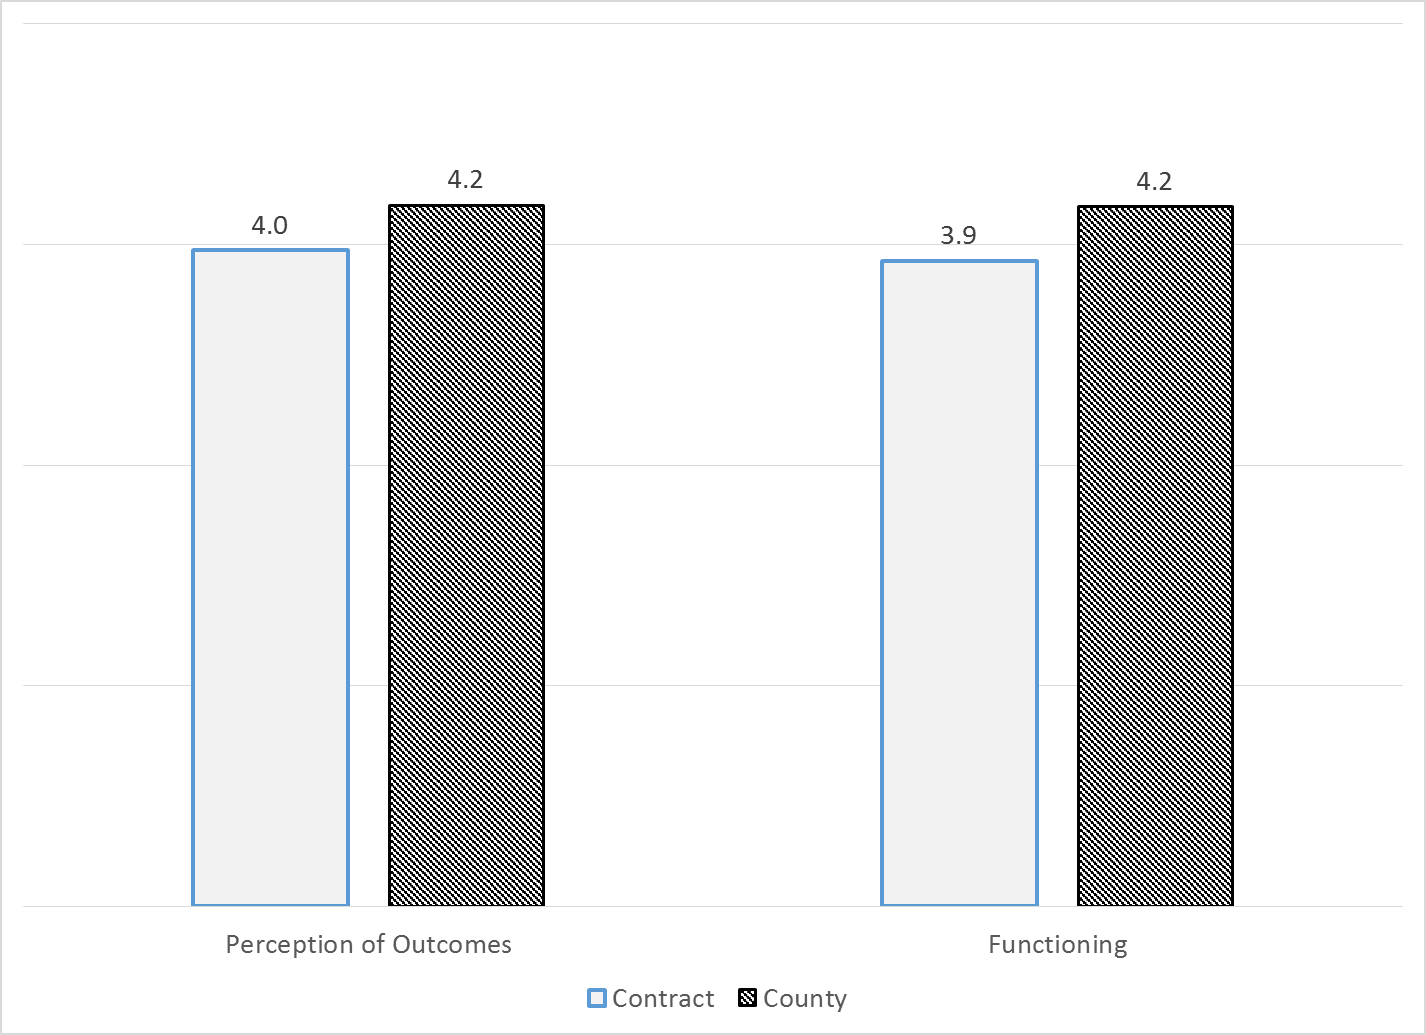 4.2
4.2
4.0
3.9
Perception of Outcomes
Functioning
Contract
County